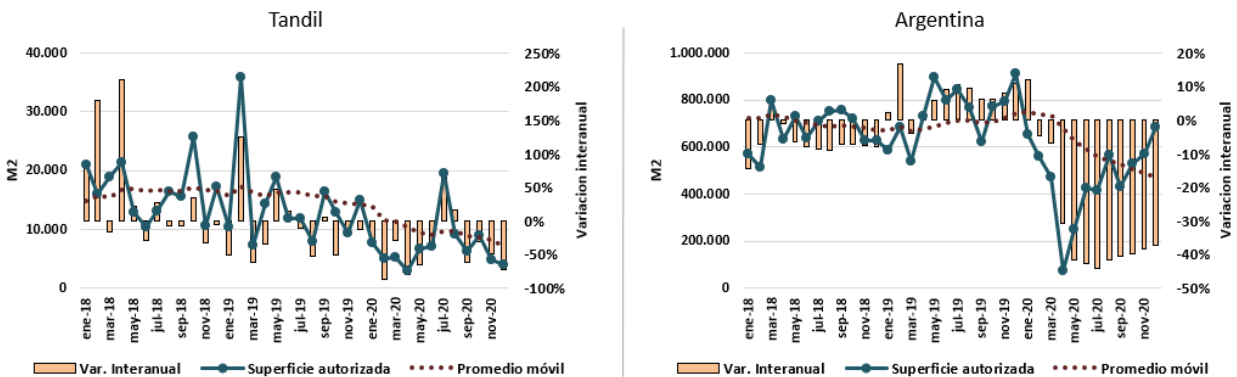 Tandil
40.000
30.000
20.000
10.000
0
M2
250%
200%
150%
100%
50%
0%
-50%
-100%
Variacion interanual
ene-18
mar-18
may-18
jul-18
sep-18
nov-18
ene-19
mar-19
may-19
jul-19
sep-19
nov-19
ene-20
mar-20
may-20
jul-20
sep-20
nov-20
Var. Interanual
Superficie autorizada
Promedio móvil
Argentina
1.000.000
800.000
600.000
400.000
200.000
0
M2
20%
10%
0%
-10%
-20%
-30%
-40%
-50%
Variacion interanual
ene-18
mar-18
may-18
jul-18
sep-18
nov-18
ene-19
mar-19
may-19
jul-19
sep-19
nov-19
ene-20
mar-20
may-20
jul-20
sep-20
nov-20
Var. Interanual
Superficie autorizada
Promedio móvil